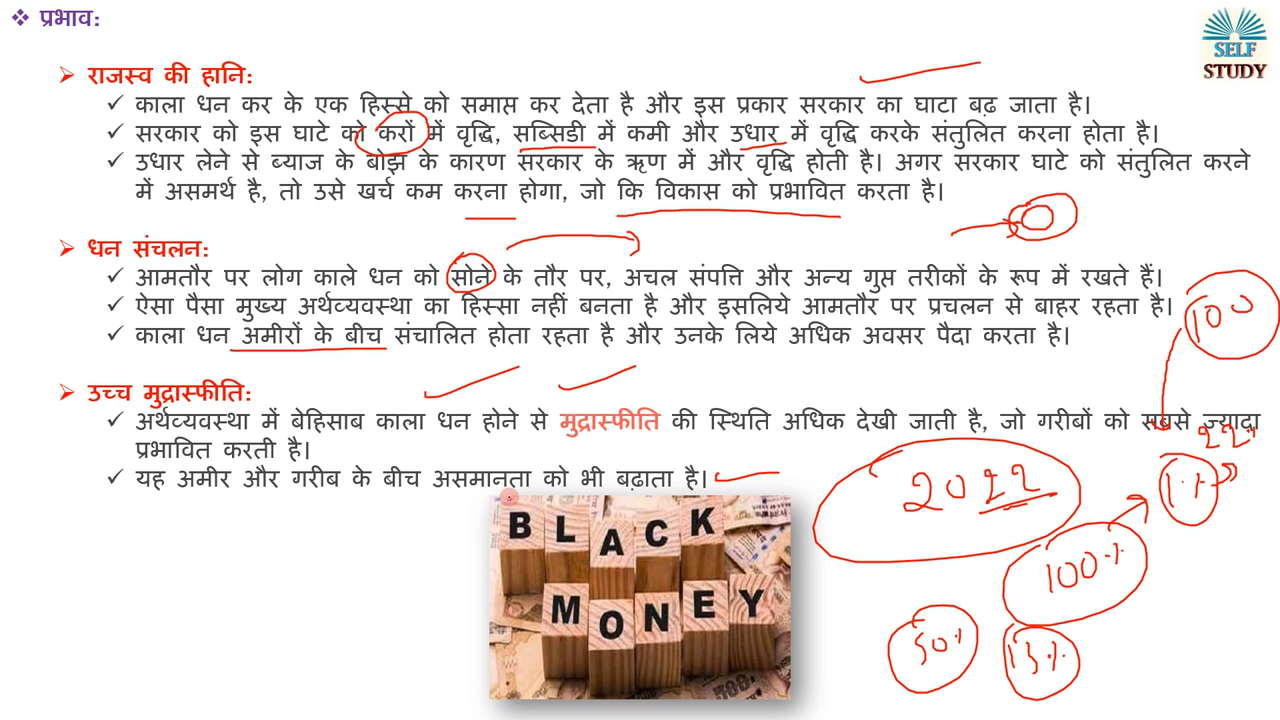 ❖ प्रभाव:
SELF
STUDY
➢ राजस्व की हानि:
✓ काला धन कर के एक हिस्से को समाप्त कर देता है और इस प्रकार सरकार का घाटा बढ़ जाता है।
✓ सरकार को इस घाटे को करों में वृद्धि, सब्सिडी में कमी और उधार में वृद्धि करके संतुलित करना होता है।
✓ उधार लेने से ब्याज के बोझ के कारण सरकार के ऋण में और वृद्धि होती है। अगर सरकार घाटे को संतुलित करने
में असमर्थ है, तो उसे खर्च कम करना होगा, जो कि विकास को प्रभावित करता है।
➢ धन संचलन:
✓ आमतौर पर लोग काले धन को सोने के तौर पर, अचल संपत्ति और अन्य गुप्त तरीकों के रूप में रखते हैं।
✓ ऐसा पैसा मुख्य अर्थव्यवस्था का हिस्सा नहीं बनता है और इसलिये आमतौर पर प्रचलन से बाहर रहता है।
✓ काला धन अमीरों के बीच संचालित होता रहता है और उनके लिये अधिक अवसर पैदा करता है।
100
➢ उच्च मुद्रास्फीति:
✓ अर्थव्यवस्था में बेहिसाब काला धन होने से मुद्रास्फीति की स्थिति अधिक देखी जाती है, जो गरीबों को सबसे ज़्यादा
प्रभावित करती है।
✓ यह अमीर और गरीब के बीच असमानता को भी बढ़ाता है।
22%
1%
2022
100%
50%
BLACK
MONEY